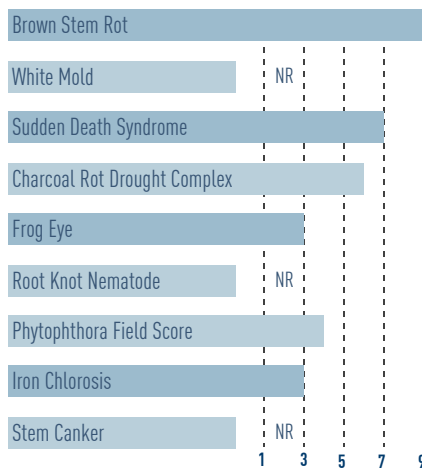 Brown Stem Rot
White Mold NR
Sudden Death Syndrome
Charcoal Rot Drought Complex
Frog Eye
Root Knot Nematode NR
Phytophthora Field Score
Iron Chlorosis
Stem Canker NR
1 3 5 7 9